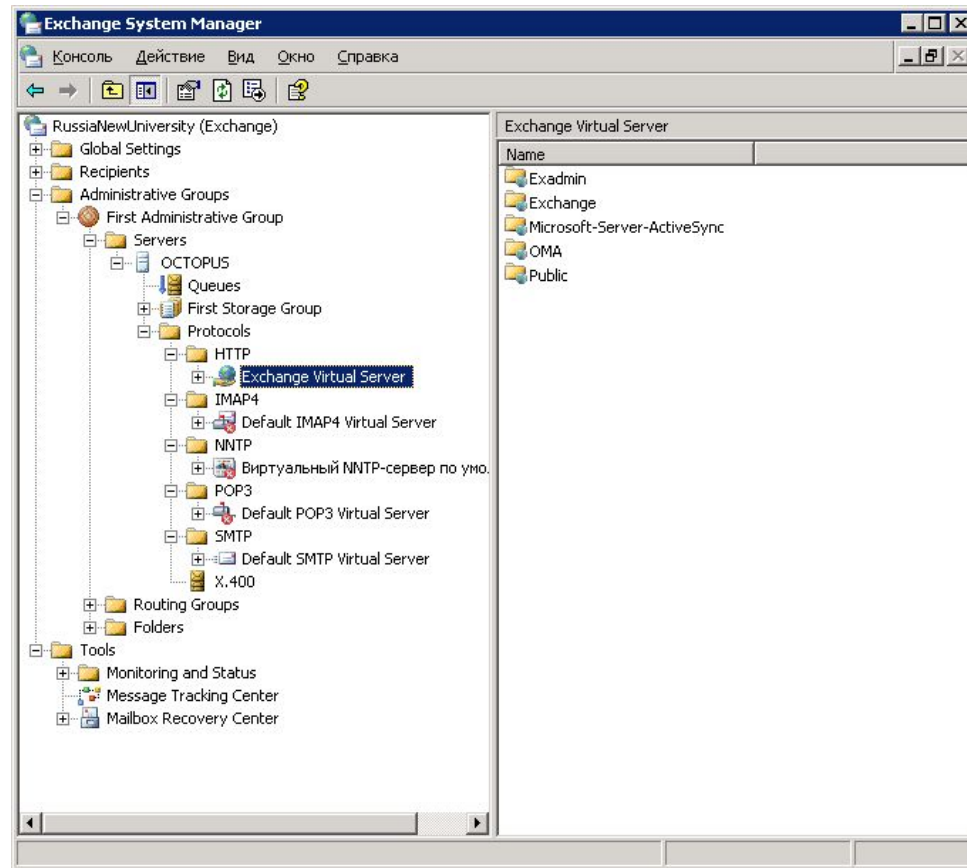 Exchange System Manager
Консоль Действие Вид Окно Справка
RussiaNewUniversity (Exchange)
Global Settings
Recipients
Administrative Groups
First Administrative Group
Servers
OCTOPUS
Queues
First Storage Group
Protocols
HTTP
Exchange Virtual Server
IMAP4
Default IMAP4 Virtual Server
NNTP
Виртуальный NNTP-сервер по умо.
POP3
Default POP3 Virtual Server
SMTP
Default SMTP Virtual Server
X.400
Routing Groups
Folders
Tools
Monitoring and Status
Message Tracking Center
Mailbox Recovery Center
Exchange Virtual Server
Name
Exadmin
Exchange
Microsoft-Server-ActiveSync
OMA
Public